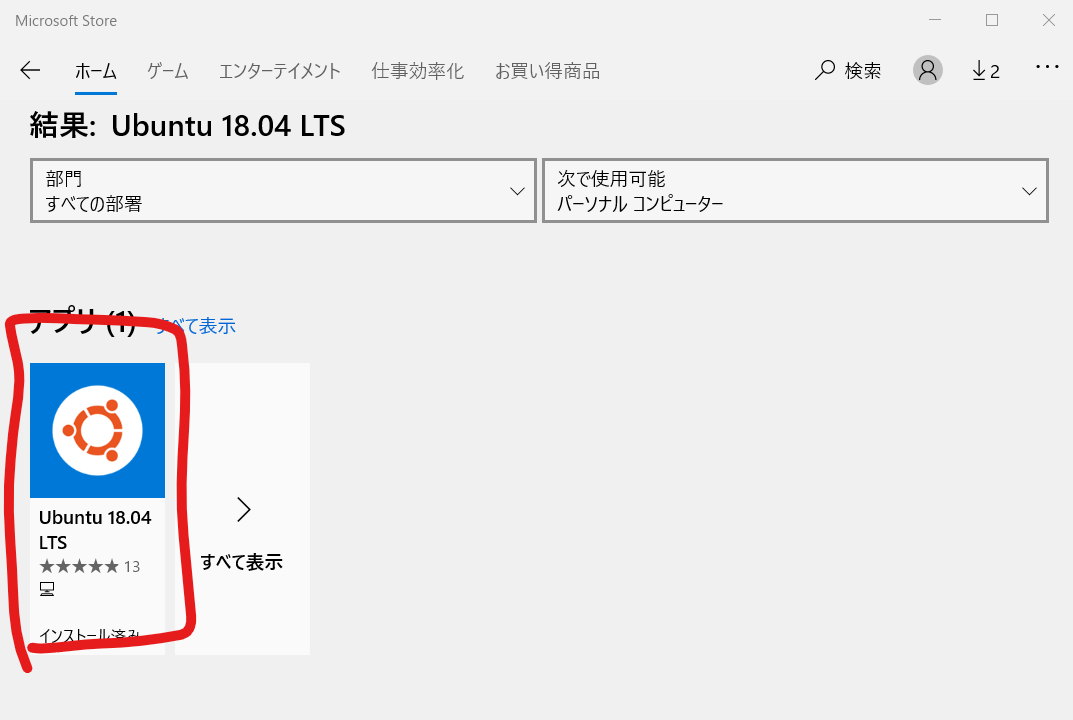 Microsoft Store
ホーム ゲーム エンターテイメント 仕事効率化 お買い得商品 検索 2
結果: Ubuntu 18.04 LTS
部門
すべての部署
次で使用可能
パーソナル コンピューター
アプリ (1) すべて表示
Ubuntu 18.04
LTS
★★★★★ 13
インストール済み
すべて表示